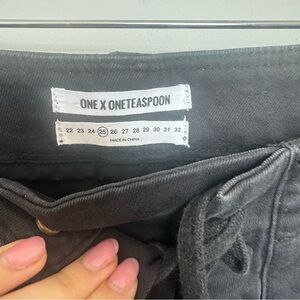 ONE X ONETEASPOON
22 23 24 25 26 27 28 29 30 31 32
MADE IN CHINA